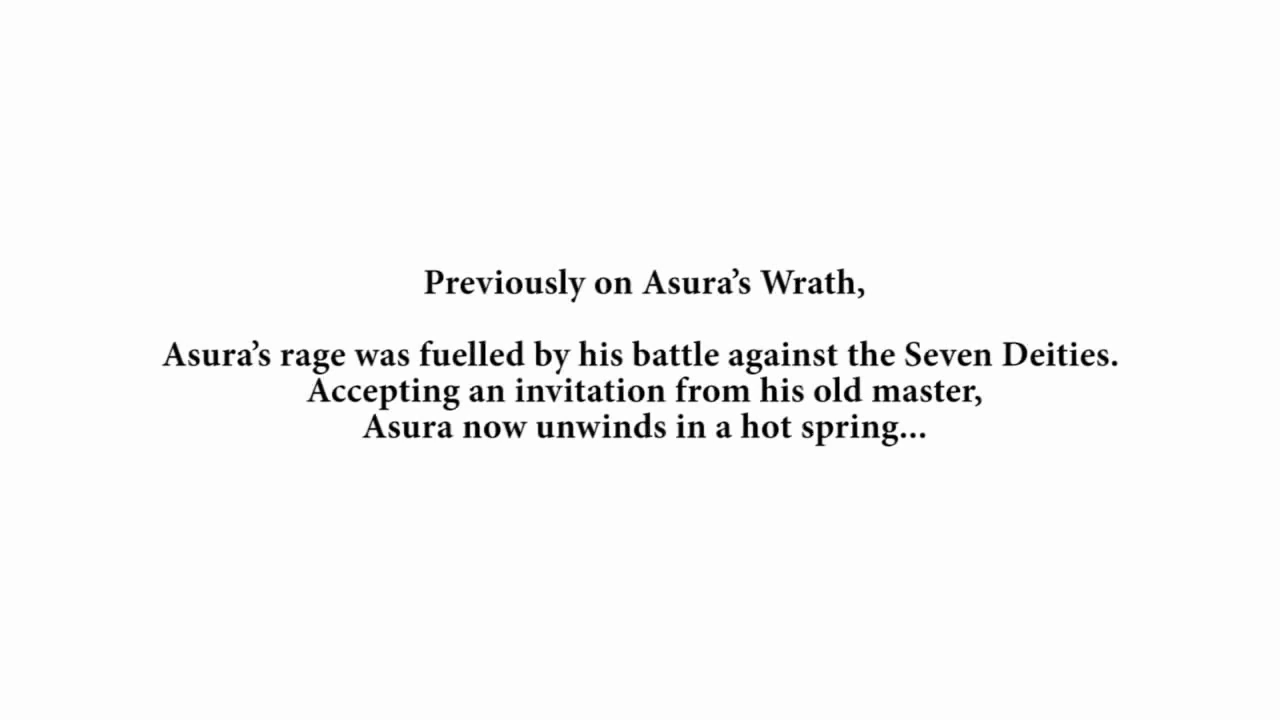 Previously on Asura’s Wrath,
Asura’s rage was fuelled by his battle against the Seven Deities.
Accepting an invitation from his old master,
Asura now unwinds in a hot spring...